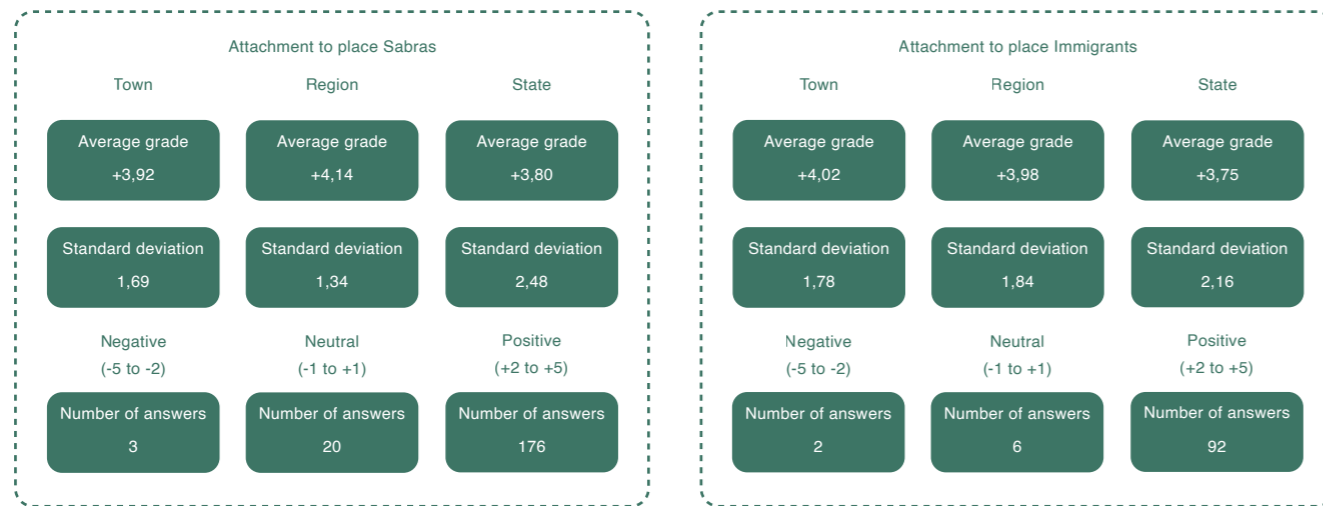 Attachment to place Sabras
Town
Region
State
Average grade
+3,92
Average grade
+4,14
Average grade
+3,80
Standard deviation
1,69
Standard deviation
1,34
Standard deviation
2,48
Negative
(-5 to -2)
Neutral
(-1 to +1)
Positive
(+2 to +5)
Number of answers
3
Number of answers
20
Number of answers
176
Attachment to place Immigrants
Town
Region
State
Average grade
+4,02
Average grade
+3,98
Average grade
+3,75
Standard deviation
1,78
Standard deviation
1,84
Standard deviation
2,16
Negative
(-5 to -2)
Neutral
(-1 to +1)
Positive
(+2 to +5)
Number of answers
2
Number of answers
6
Number of answers
92